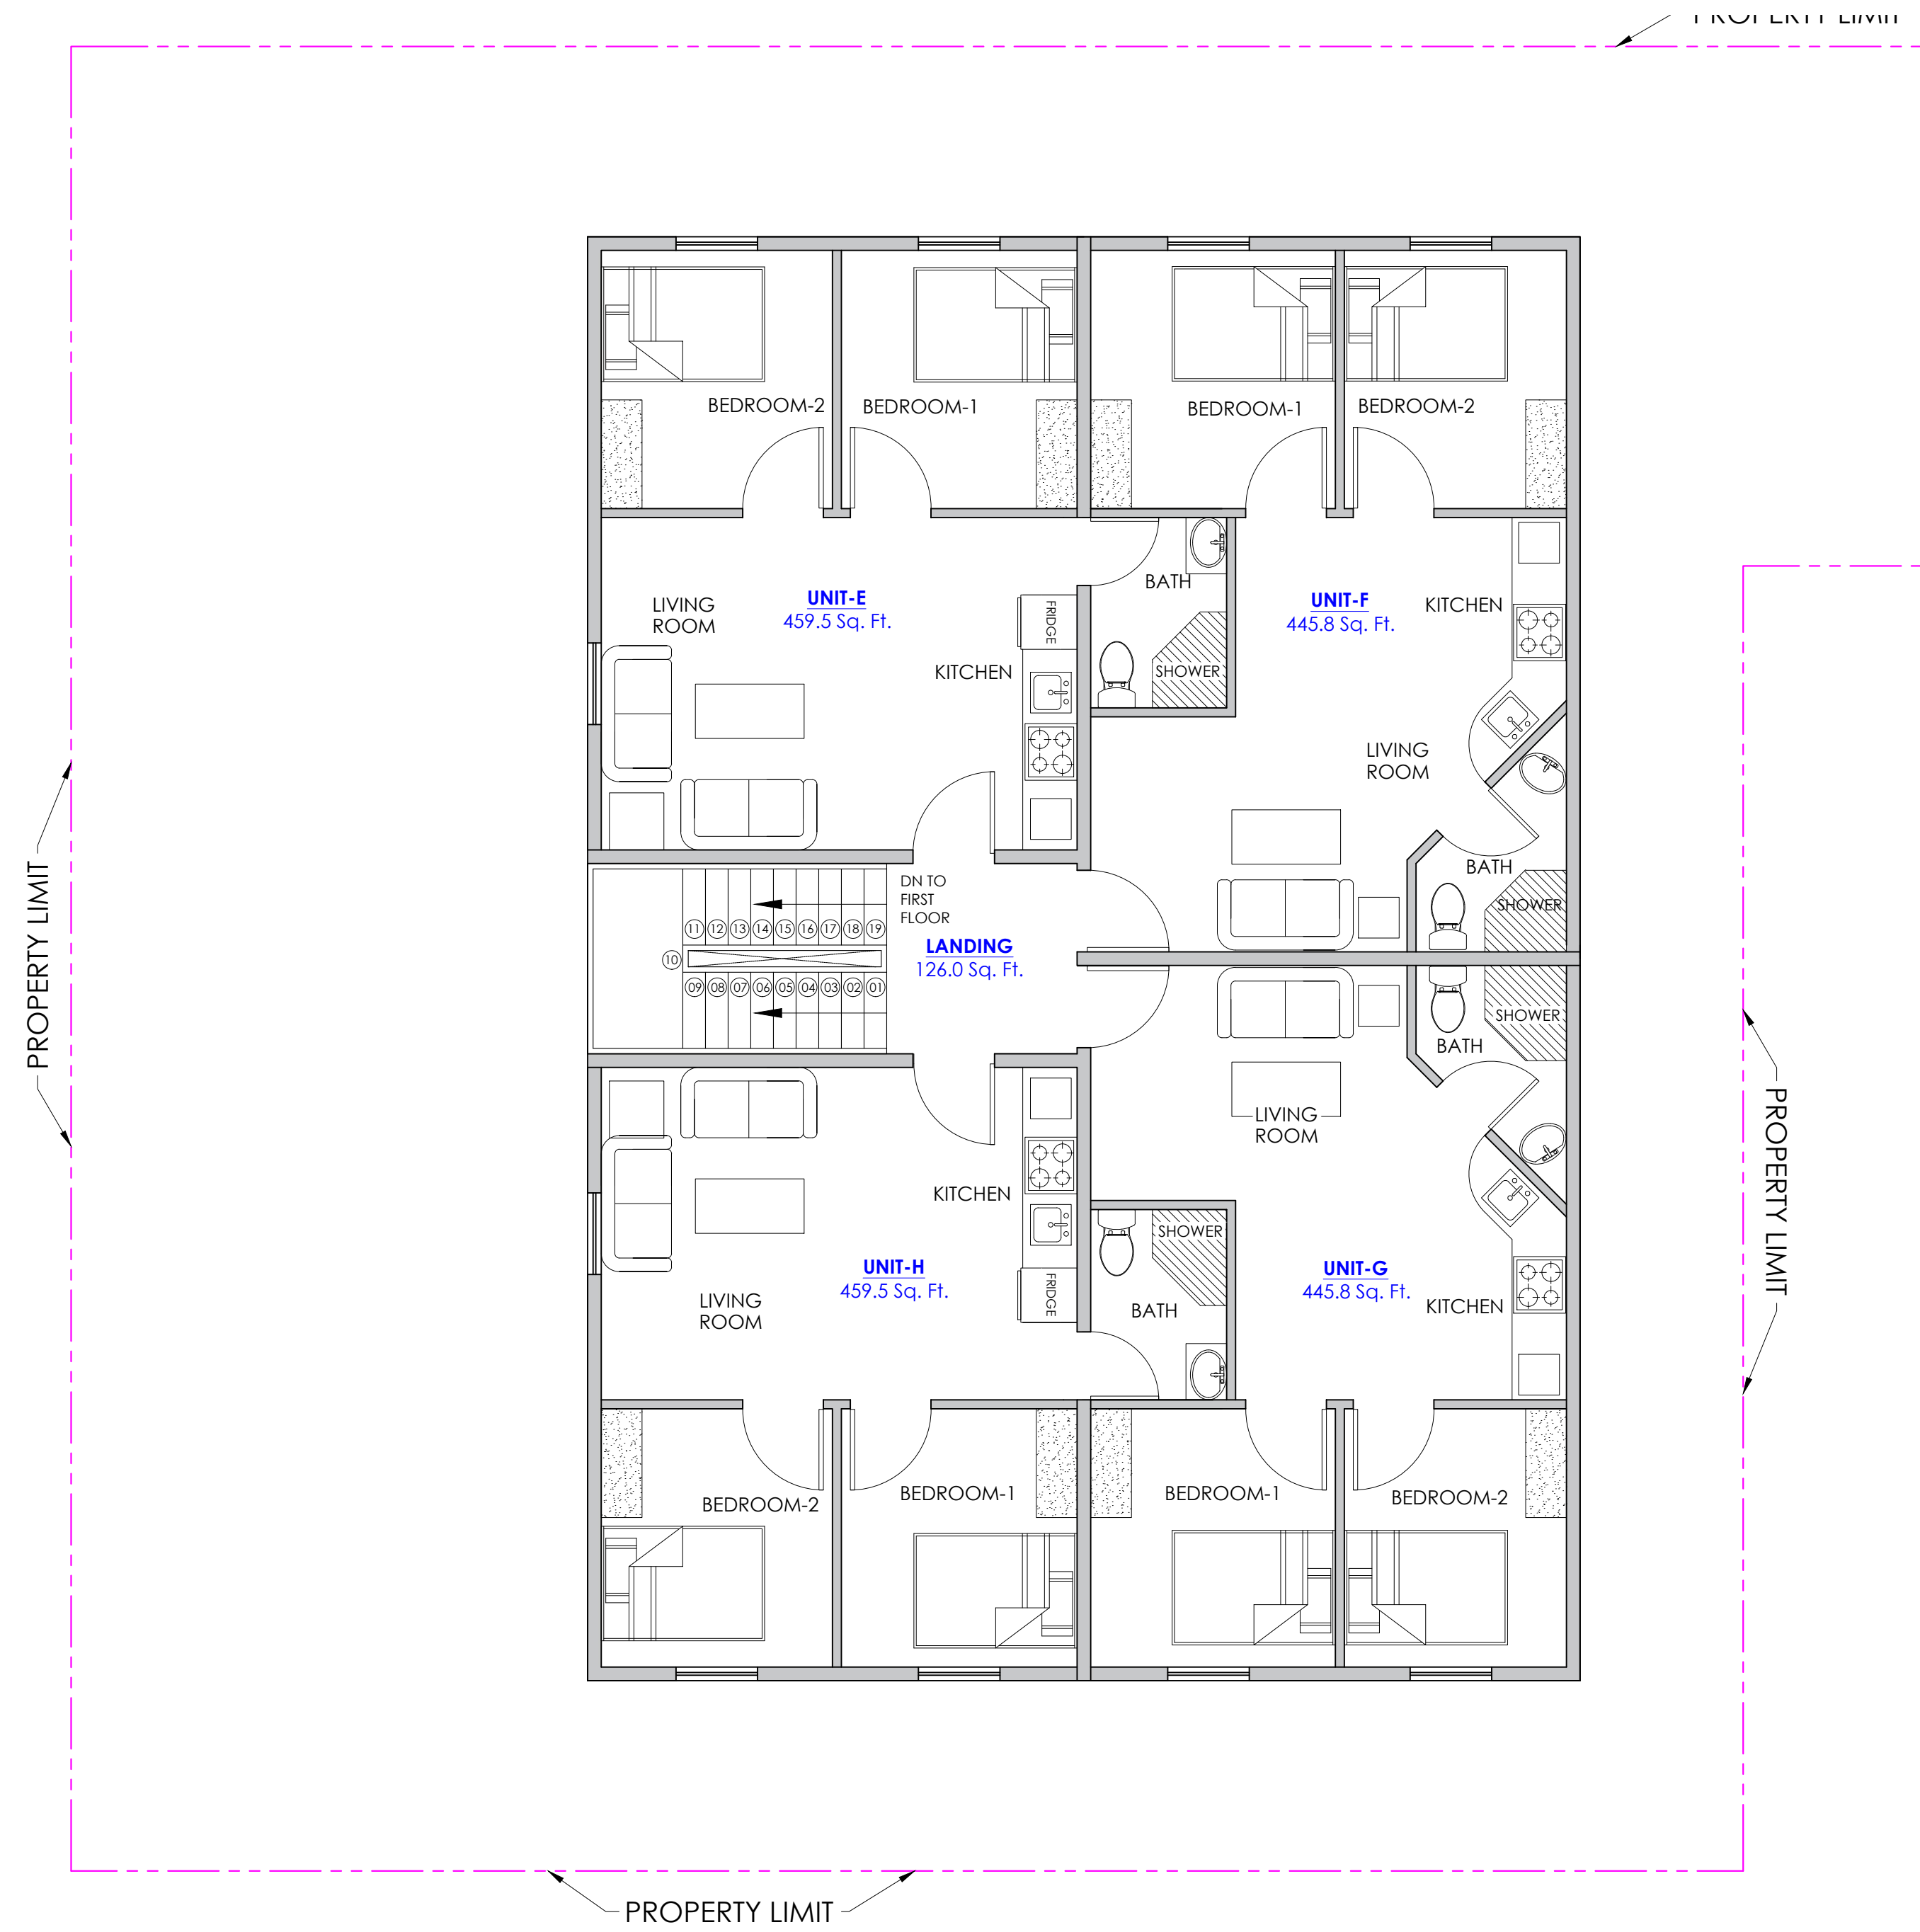 PROPERTY LIMIT
BEDROOM-2
BEDROOM-1
BEDROOM-1
BEDROOM-2
LIVING
ROOM
UNIT-E
459.5 Sq. Ft.
FRIDGE
KITCHEN
BATH
SHOWER
UNIT-F
445.8 Sq. Ft.
KITCHEN
LIVING
ROOM
BATH
SHOWER
DN TO
FIRST
FLOOR
11 12 13 14 15 16 17 18 19
10
09 08 07 06 05 04 03 02 01
LANDING
126.0 Sq. Ft.
PROPERTY LIMIT
SHOWER
BATH
LIVING
ROOM
KITCHEN
UNIT-H
459.5 Sq. Ft.
FRIDGE
LIVING
ROOM
SHOWER
BATH
UNIT-G
445.8 Sq. Ft.
KITCHEN
PROPERTY LIMIT
BEDROOM-2
BEDROOM-1
BEDROOM-1
BEDROOM-2
PROPERTY LIMIT